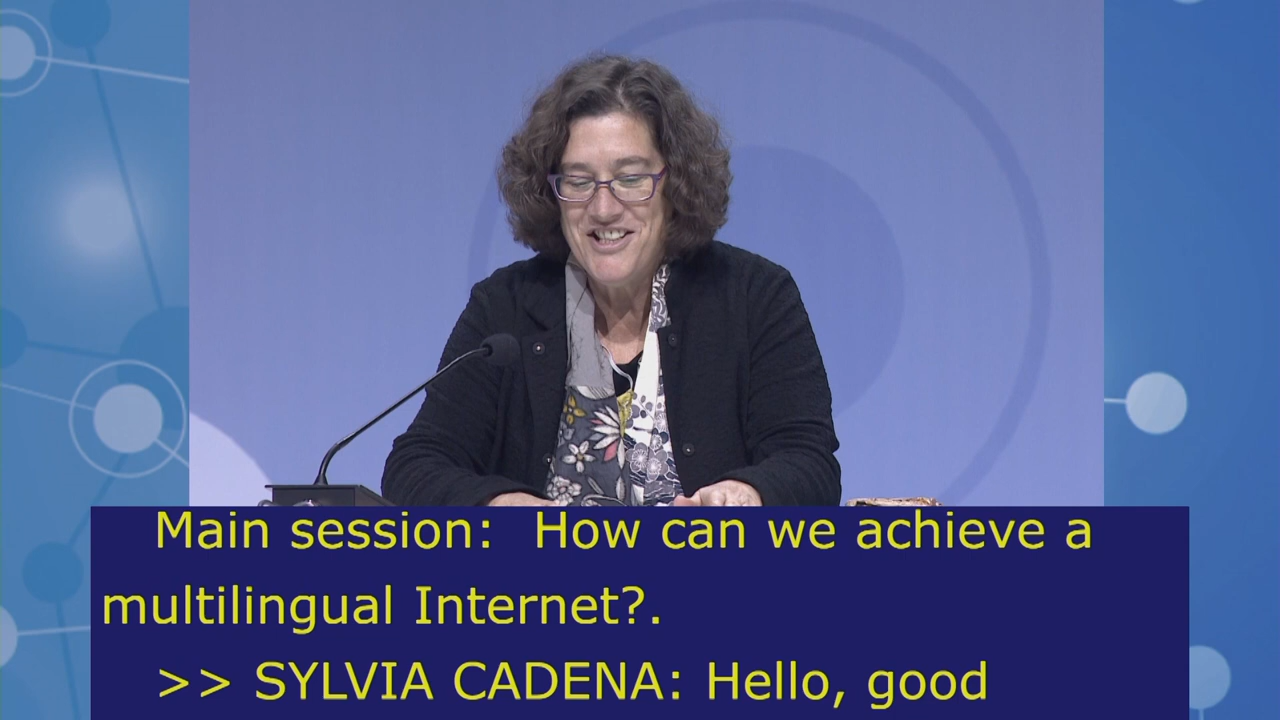 Main session:  How can we achieve a
multilingual Internet?.
>> SYLVIA CADENA: Hello, good